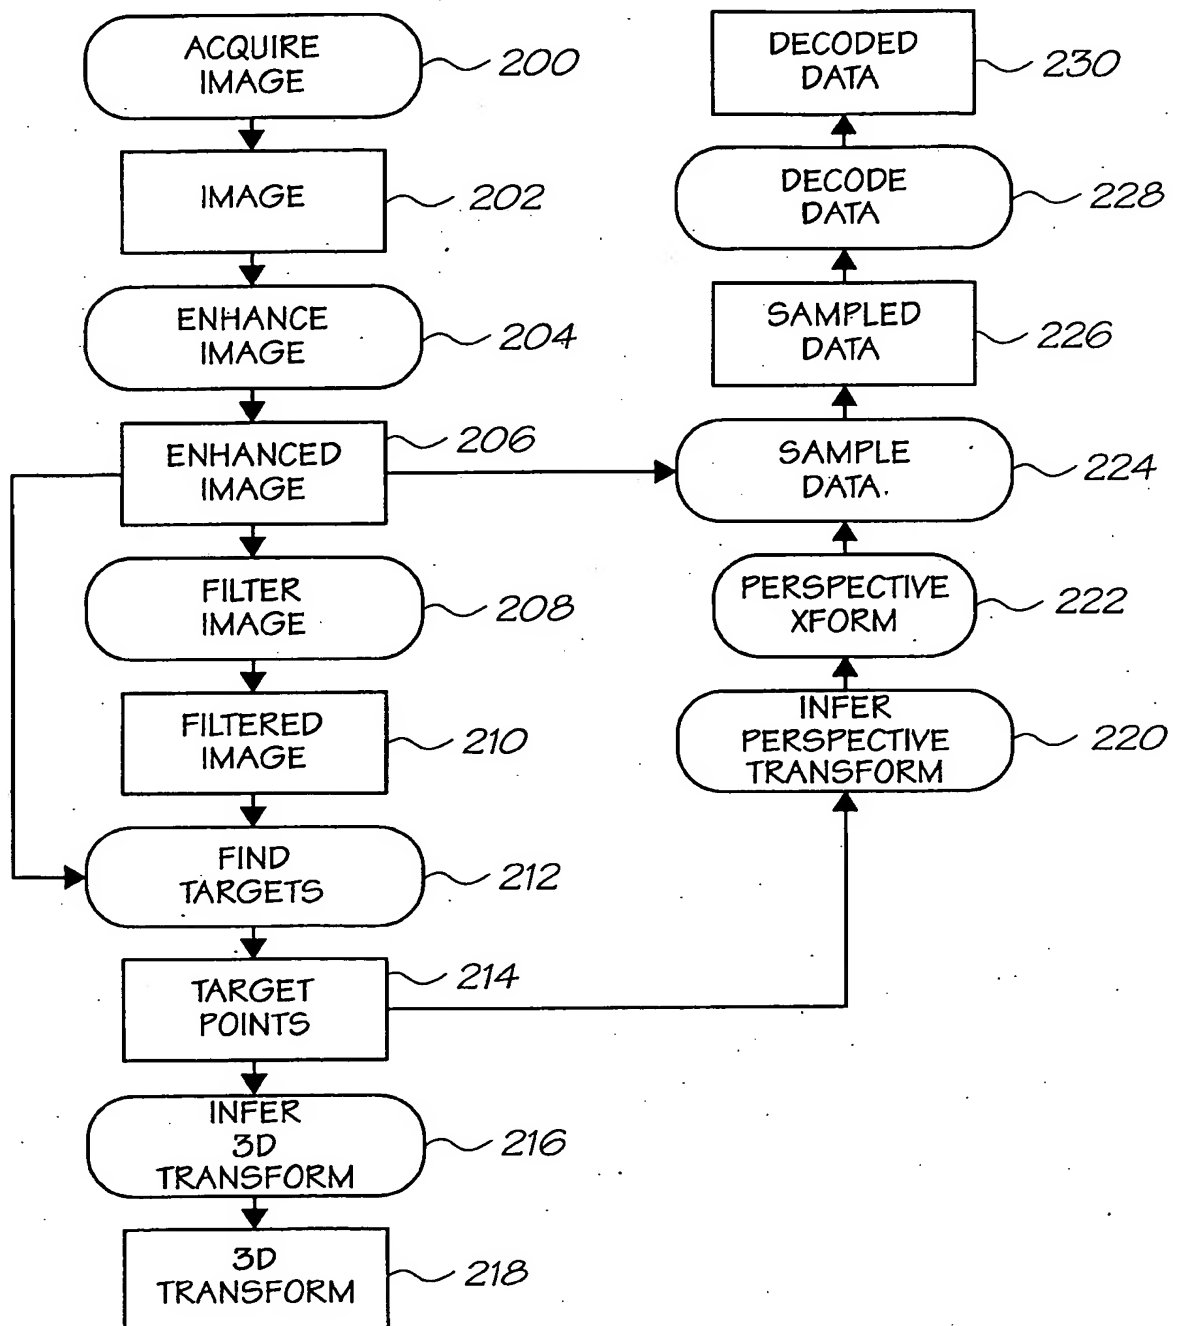 ACQUIRE
IMAGE
200
IMAGE
202
ENHANCE
IMAGE
204
ENHANCED
IMAGE
206
FILTER
IMAGE
208
FILTERED
IMAGE
210
FIND
TARGETS
212
TARGET
POINTS
214
INFER
3D
TRANSFORM
216
3D
TRANSFORM
218
DECODED
DATA
230
DECODE
DATA
228
SAMPLED
DATA
226
SAMPLE
DATA
224
PERSPECTIVE
XFORM
222
INFER
PERSPECTIVE
TRANSFORM
220